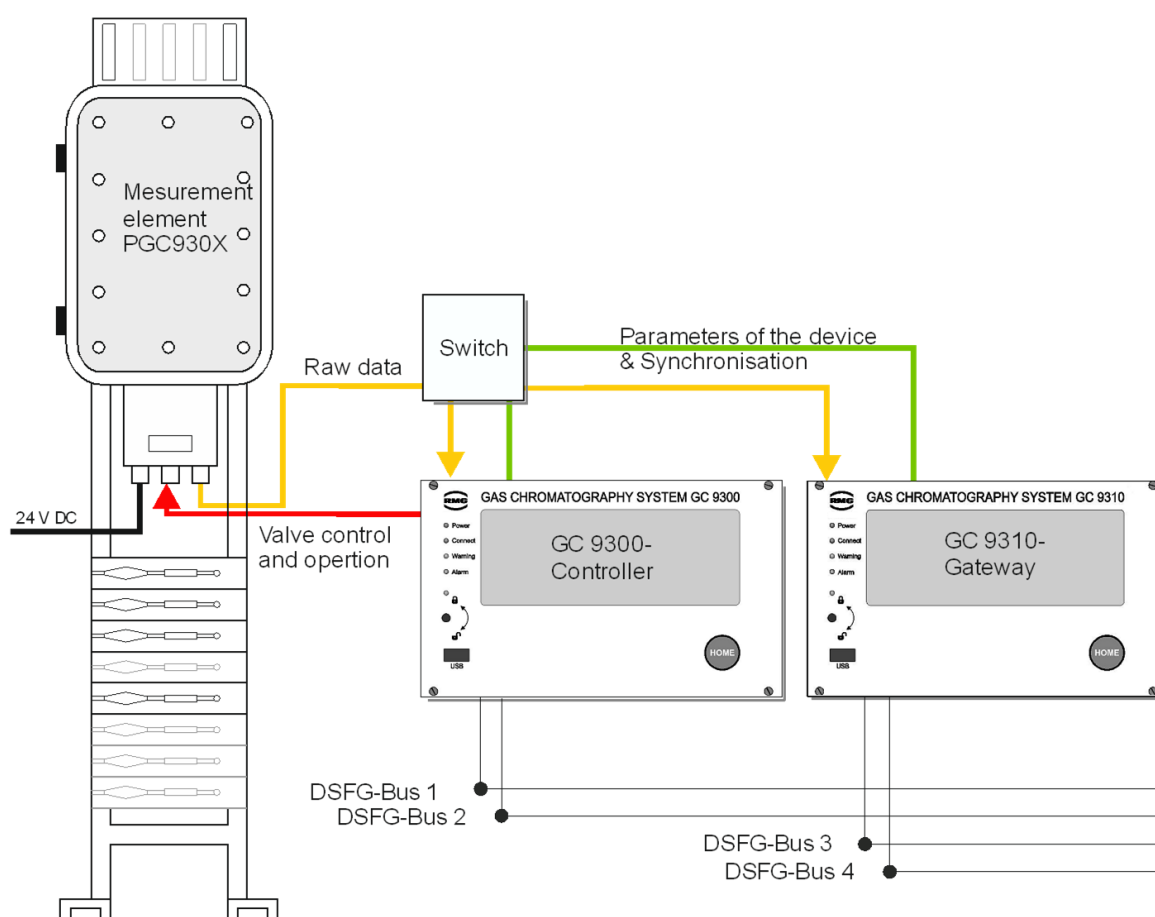 Mesurement
element
PGC930X
Switch
Parameters of the device
& Synchronisation
Raw data
24 V DC
Valve control
and opertion
RMG
GAS CHROMATOGRAPHY SYSTEM GC 9300
Power
Connect
Warning
Alarm
GC 9300-
Controller
USB
HOME
RMG
GAS CHROMATOGRAPHY SYSTEM GC 9310
Power
Connect
Warning
Alarm
GC 9310-
Gateway
USB
HOME
DSFG-Bus 1
DSFG-Bus 2
DSFG-Bus 3
DSFG-Bus 4